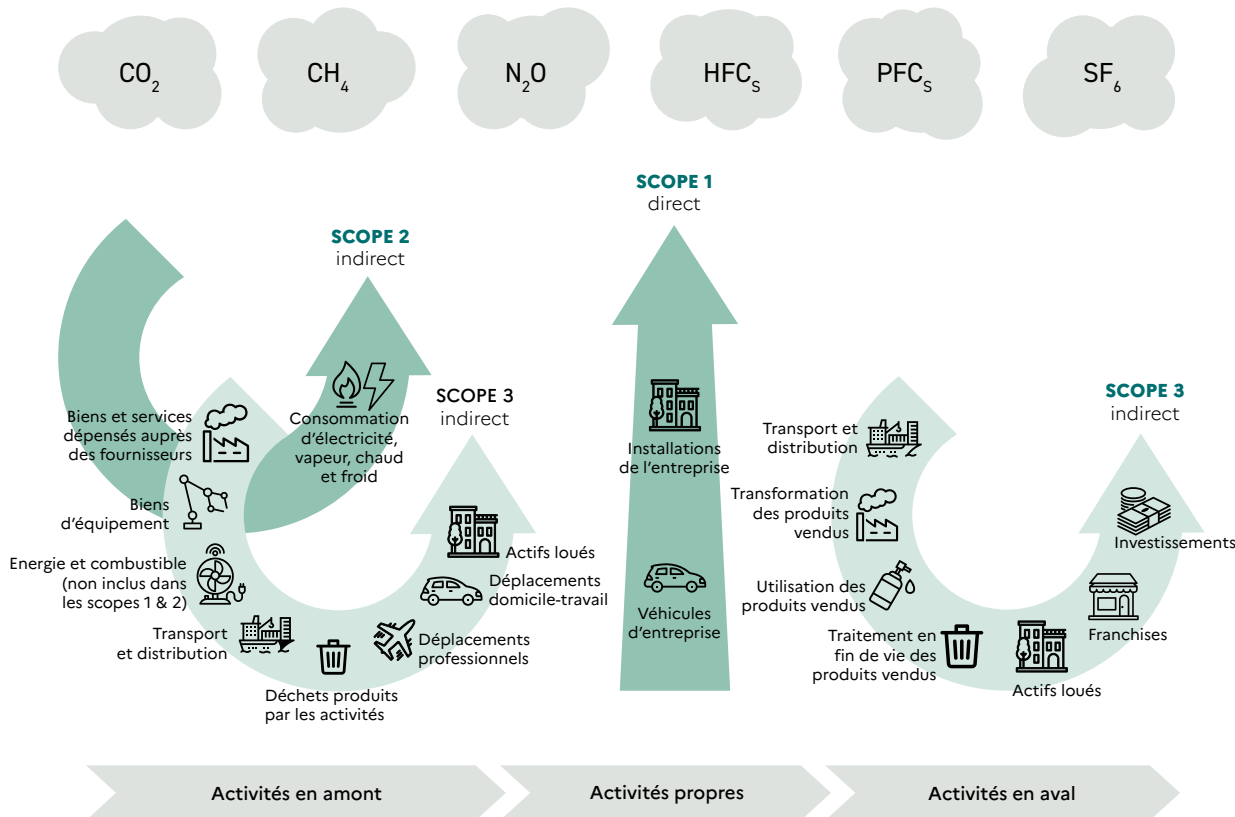 CO₂
CH₄
N₂O
HFCₛ
PFCₛ
SF₆
SCOPE 2
indirect
Consommation
d'électricité,
vapeur, chaud
et froid
SCOPE 3
indirect
Biens et services
dépensés auprès
des fournisseurs
Biens
d'équipement
Energie et combustible
(non inclus dans
les scopes 1 & 2)
Transport
et distribution
Déchets produits
par les activités
Déplacements
professionnels
Déplacements
domicile-travail
Actifs loués
SCOPE 1
direct
Installations
de l'entreprise
Véhicules
d'entreprise
SCOPE 3
indirect
Transport et
distribution
Transformation
des produits
vendus
Utilisation des
produits vendus
Traitement en
fin de vie des
produits vendus
Actifs loués
Franchises
Investissements
Activités en amont
Activités propres
Activités en aval